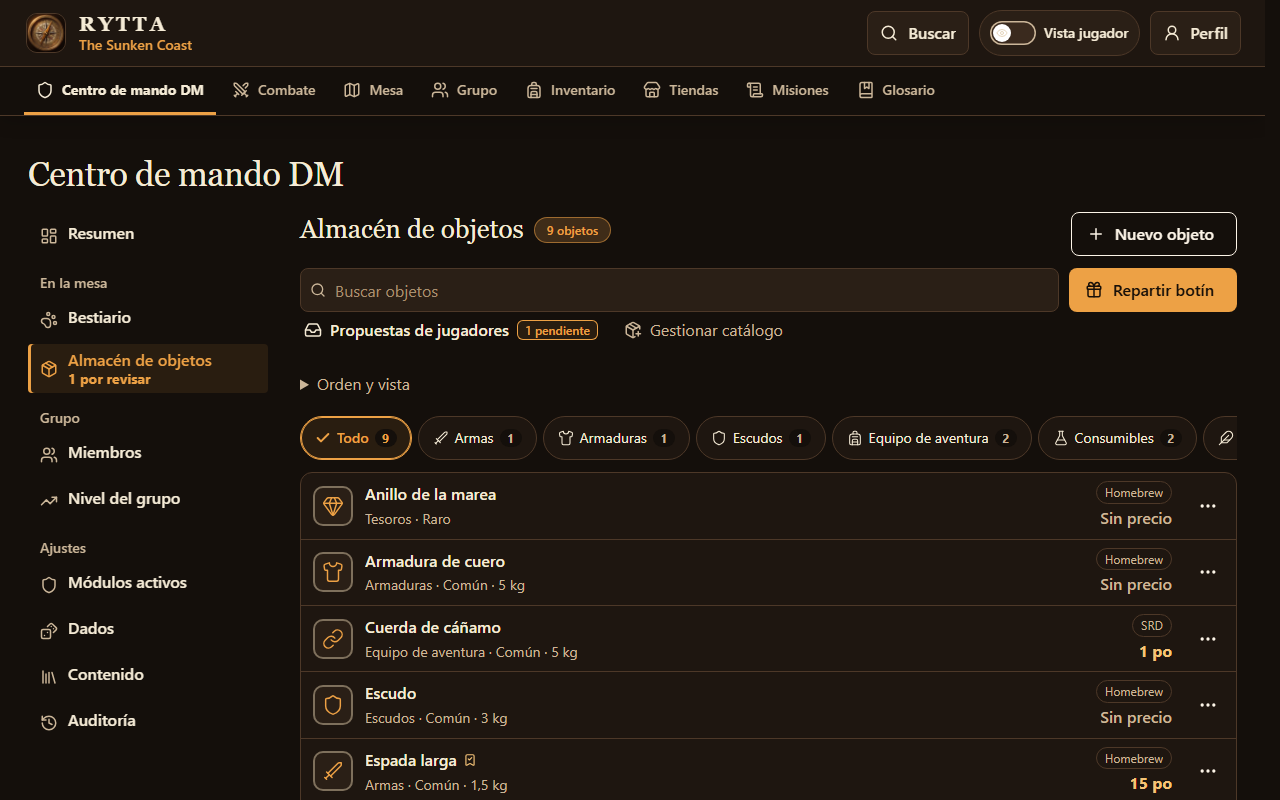 RYTTA
The Sunken Coast
Buscar
Vista jugador
Perfil
Centro de mando DM
Combate
Mesa
Grupo
Inventario
Tiendas
Misiones
Glosario
Centro de mando DM
Resumen
En la mesa
Bestiario
Almacén de objetos
1 por revisar
Grupo
Miembros
Nivel del grupo
Ajustes
Módulos activos
Dados
Contenido
Auditoría
Almacén de objetos
9 objetos
Nuevo objeto
Buscar objetos
Repartir botín
Propuestas de jugadores
1 pendiente
Gestionar catálogo
Orden y vista
Todo 9
Armas 1
Armaduras 1
Escudos 1
Equipo de aventura 2
Consumibles 2
Anillo de la marea
Tesoros · Raro
Homebrew
Sin precio
Armadura de cuero
Armaduras · Común · 5 kg
Homebrew
Sin precio
Cuerda de cáñamo
Equipo de aventura · Común · 5 kg
SRD
1 po
Escudo
Escudos · Común · 3 kg
Homebrew
Sin precio
Espada larga
Armas · Común · 1,5 kg
Homebrew
15 po